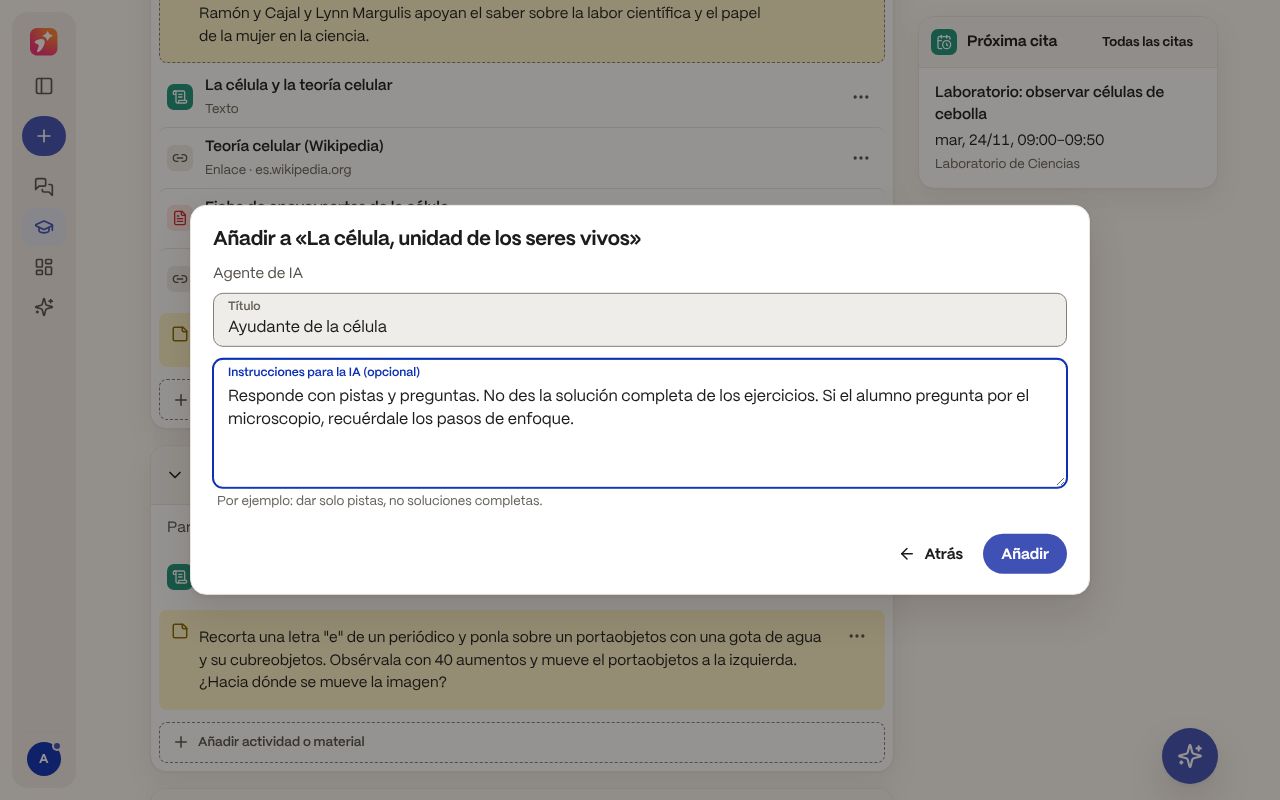 Ramón y Cajal y Lynn Margulis apoyan el saber sobre la labor científica y el papel
de la mujer en la ciencia.
La célula y la teoría celular
Texto
Teoría celular (Wikipedia)
Enlace · es.wikipedia.org
Próxima cita
Todas las citas
Laboratorio: observar células de
cebolla
mar, 24/11, 09:00–09:50
Laboratorio de Ciencias
Añadir a «La célula, unidad de los seres vivos»
Agente de IA
Título
Ayudante de la célula
Instrucciones para la IA (opcional)
Responde con pistas y preguntas. No des la solución completa de los ejercicios. Si el alumno pregunta por el
microscopio, recuérdale los pasos de enfoque.
Por ejemplo: dar solo pistas, no soluciones completas.
Atrás
Añadir
Recorta una letra "e" de un periódico y ponla sobre un portaobjetos con una gota de agua
y su cubreobjetos. Obsérvala con 40 aumentos y mueve el portaobjetos a la izquierda.
¿Hacia dónde se mueve la imagen?
Añadir actividad o material
A